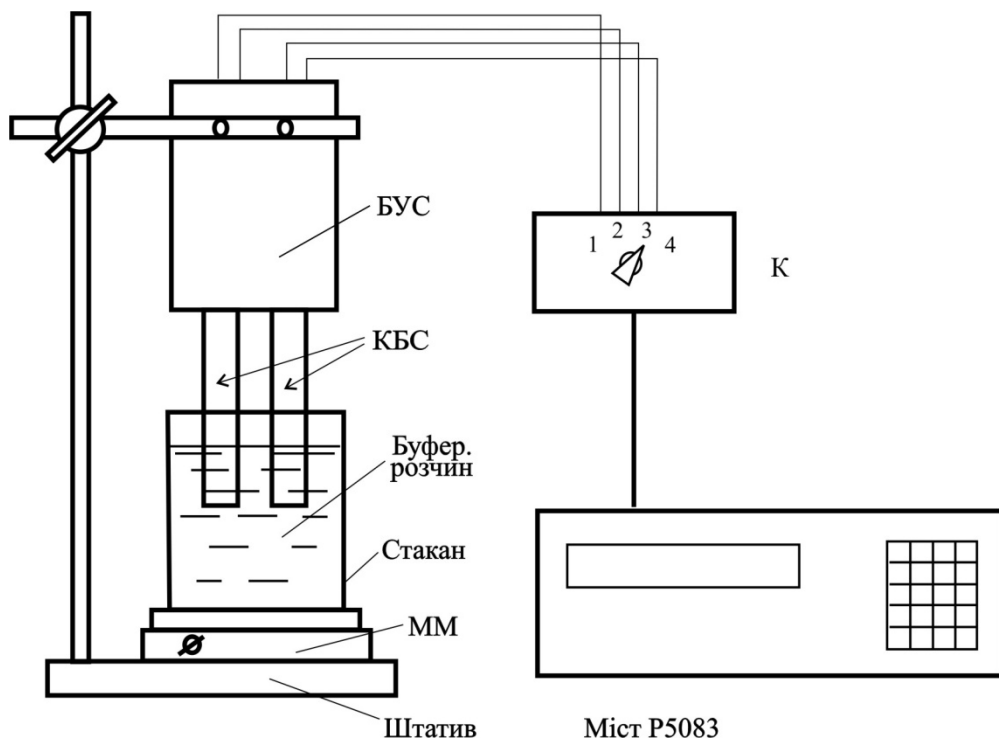 БУС
1 2 3 4
К
КБС
Буфер.
розчин
Стакан
ММ
Штатив
Міст Р5083